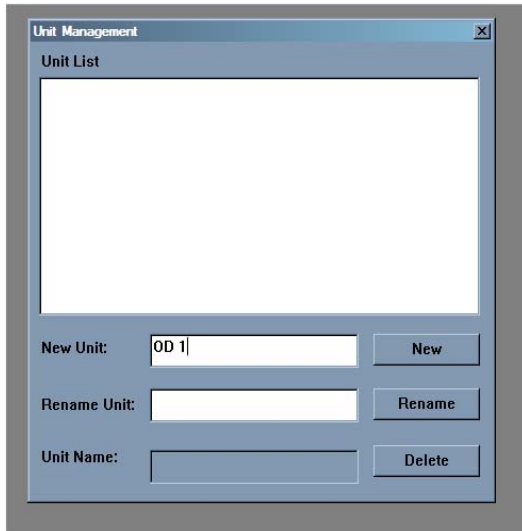 Unit Management
Unit List
New Unit:
OD 1
New
Rename Unit:
Rename
Unit Name:
Delete